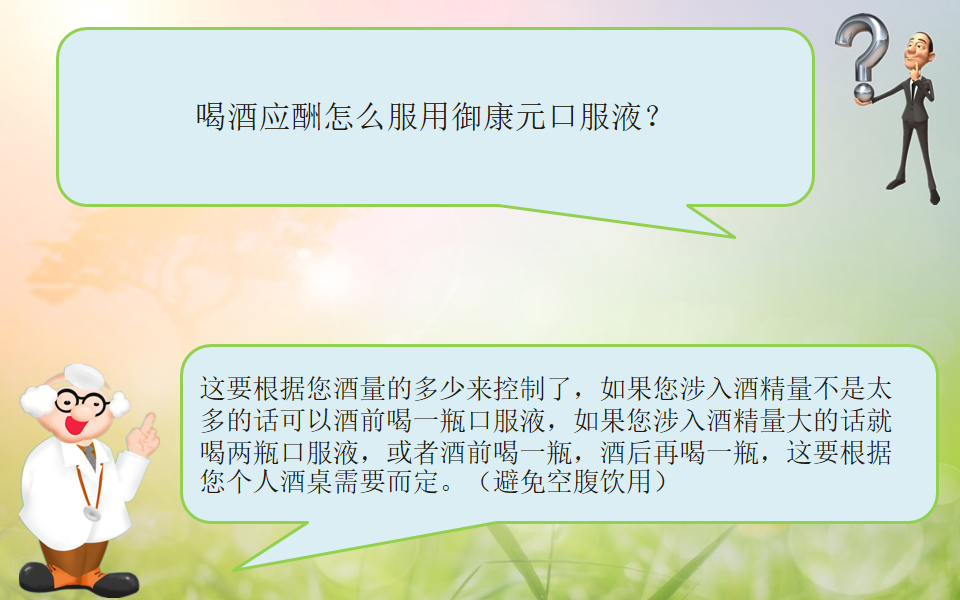 喝酒应酬怎么服用御康元口服液？
这要根据您酒量的多少来控制了，如果您涉入酒精量不是太
多的话可以酒前喝一瓶口服液，如果您涉入酒精量大的话就
喝两瓶口服液，或者酒前喝一瓶，酒后再喝一瓶，这要根据
您个人酒桌需要而定。（避免空腹饮用）